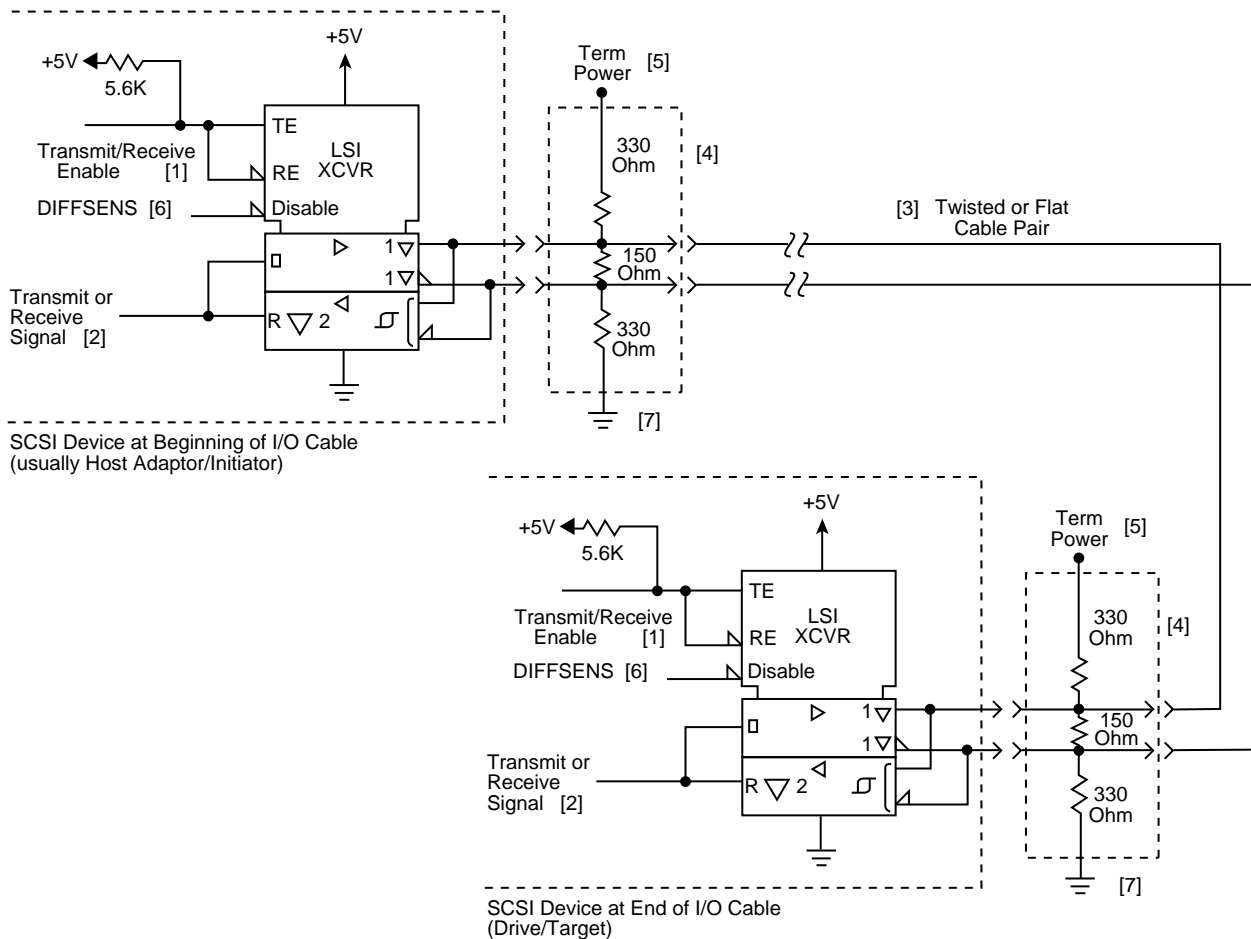 +5V
+5V
5.6K
Term
Power [5]
TE
330
Ohm
[4]
Transmit/Receive
Enable [1]
LSI
XCVR
RE
DIFFSENS [6]
Disable
[3] Twisted or Flat
Cable Pair
1
150
Ohm
1
Transmit or
Receive
Signal [2]
R 2
330
Ohm
[7]
SCSI Device at Beginning of I/O Cable
(usually Host Adaptor/Initiator)
+5V
+5V
5.6K
Term
Power [5]
TE
330
Ohm
[4]
Transmit/Receive
Enable [1]
LSI
XCVR
RE
DIFFSENS [6]
Disable
1
150
Ohm
1
Transmit or
Receive
Signal [2]
R 2
330
Ohm
[7]
SCSI Device at End of I/O Cable
(Drive/Target)